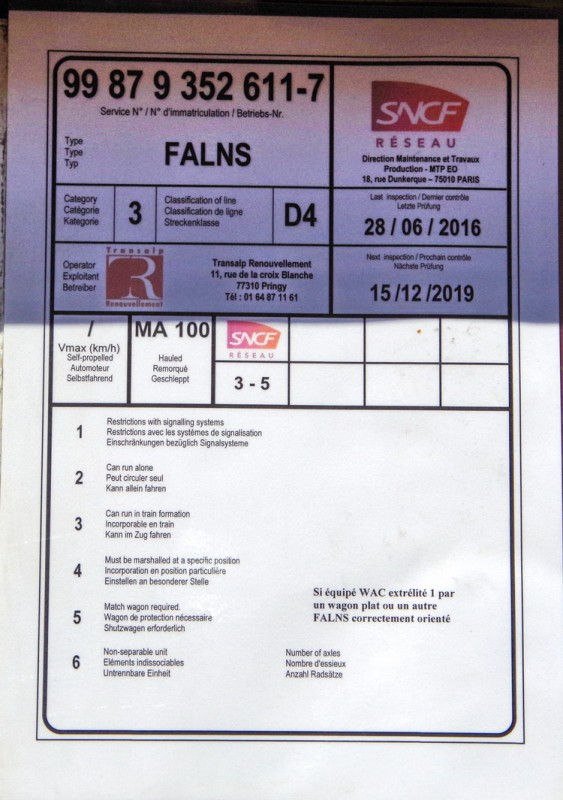 99 87 9 352 611-7
Service N° / N° d'immatriculation / Betriebs-Nr.
Type
Type
Typ
FALNS
SNCF
RÉSEAU
Direction Maintenance et Travaux
Production - MTP EO
18, rue Dunkerque – 75010 PARIS
Category
Catégorie
Kategorie
3
Classification of line
Classification de ligne
Streckenklasse
D4
Last inspection / Dernier contrôle
Letzte Prüfung
28 / 06 / 2016
Operator
Exploitant
Betreiber
Transalp
R
Renouvellement
Transalp Renouvellement
11, rue de la croix Blanche
77310 Pringy
Tél : 01 64 87 11 61
Next inspection / Prochain contrôle
Nächste Prüfung
15 /12 /2019
/
Vmax (km/h)
Self-propelled
Automoteur
Selbstfahrend
MA 100
Hauled
Remorqué
Geschleppt
SNCF
RÉSEAU
3 - 5
1
Restrictions with signalling systems
Restrictions avec les systèmes de signalisation
Einschränkungen bezüglich Signalsysteme
2
Can run alone
Peut circuler seul
Kann allein fahren
3
Can run in train formation
Incorporable en train
Kann im Zug fahren
4
Must be marshalled at a specific position
Incorporation en position particulière
Einstellen an besonderer Stelle
5
Match wagon required.
Wagon de protection nécessaire
Shutzwagen erforderlich
Si équipé WAC extrélité 1 par
un wagon plat ou un autre
FALNS correctement orienté
6
Non-separable unit
Eléments indissociables
Untrennbare Einheit
Number of axles
Nombre d'essieux
Anzahl Radsätze